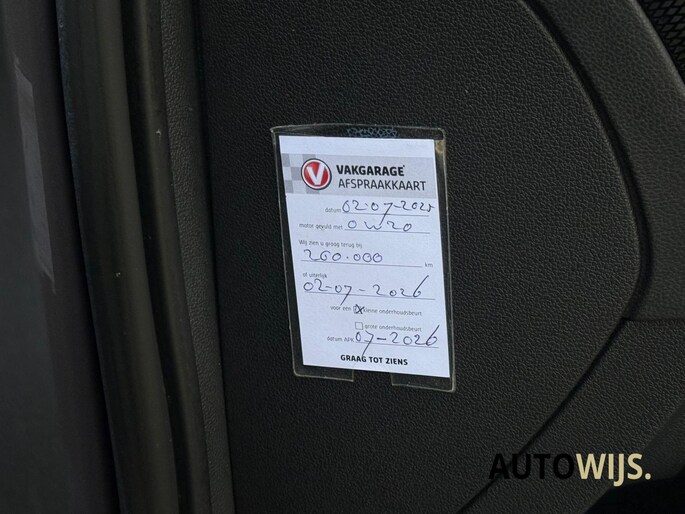 VAKGARAGE
AFSPRAAKKAART
datum 02-07-2025
motor gevuld met 0W20
Wij zien u graag terug bij
260.000 km
of uiterlijk
02-07-2026
voor een kleine onderhoudsbeurt
grote onderhoudsbeurt
datum APK 07-2026
GRAAG TOT ZIENS
AUTOWIJS.